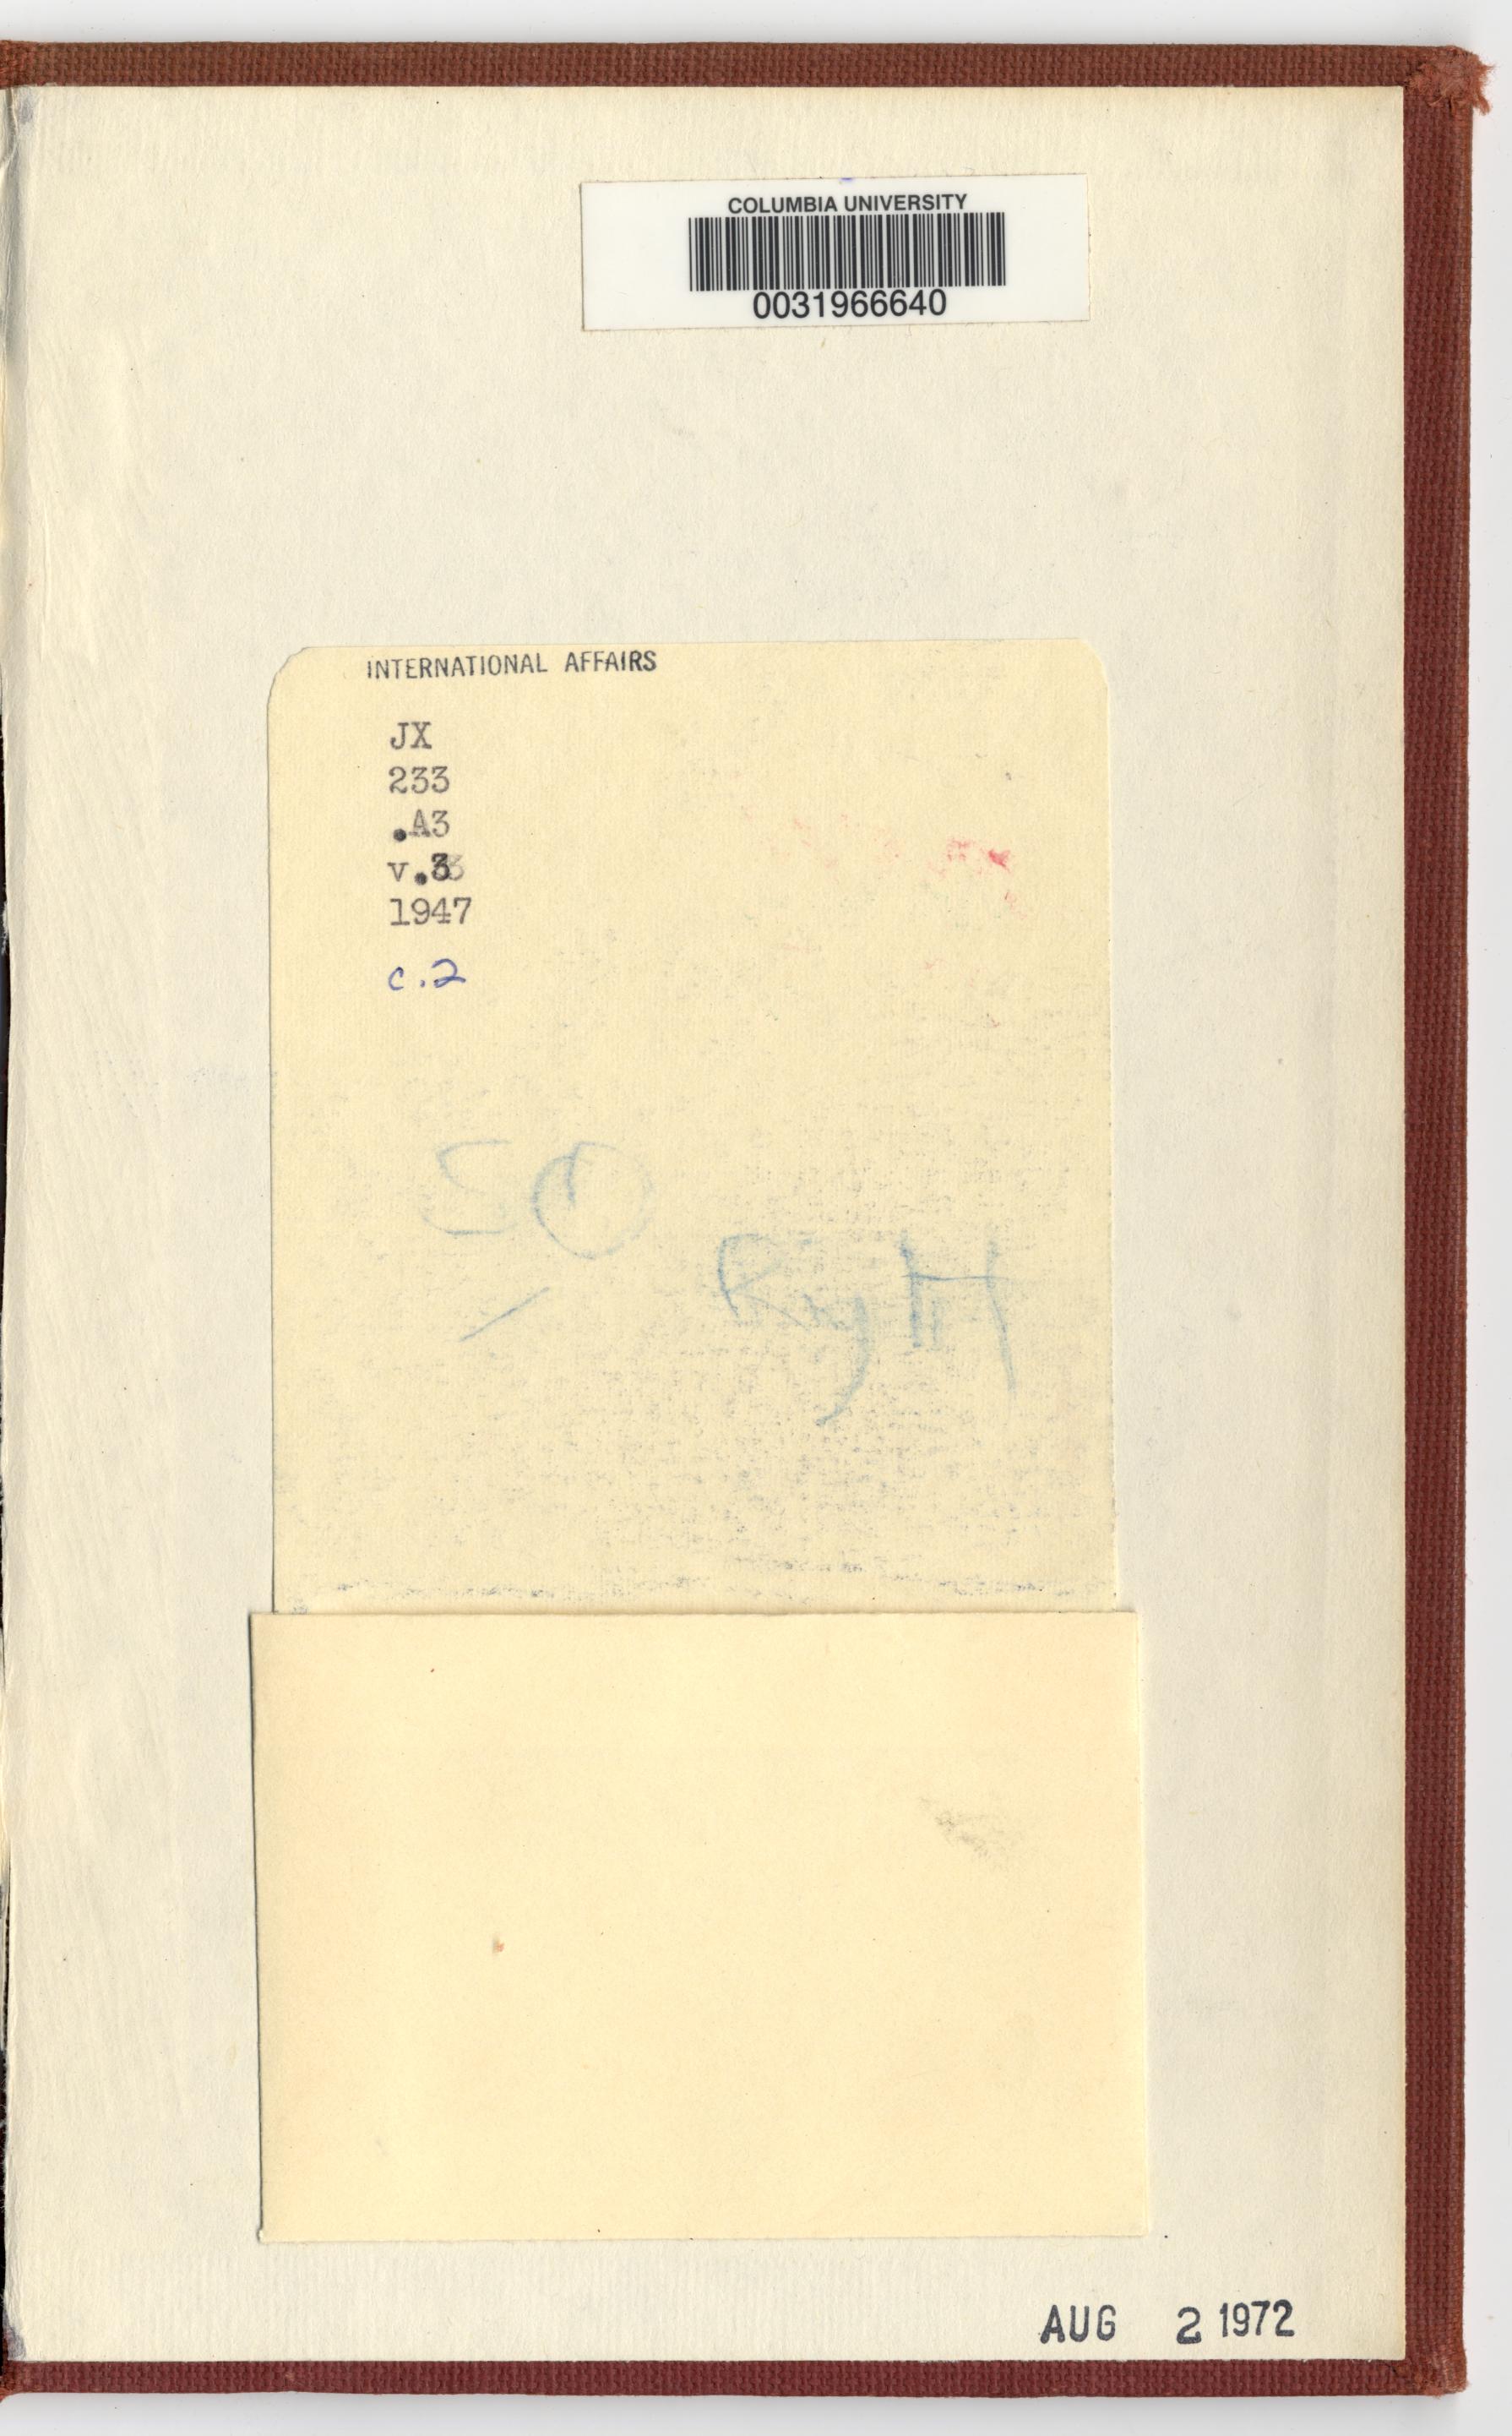 COLUMBIA UNIVERSITY
0031966640
INTERNATIONAL AFFAIRS
JX
233
.A3
v.3
1947
c.2
AUG 2 1972